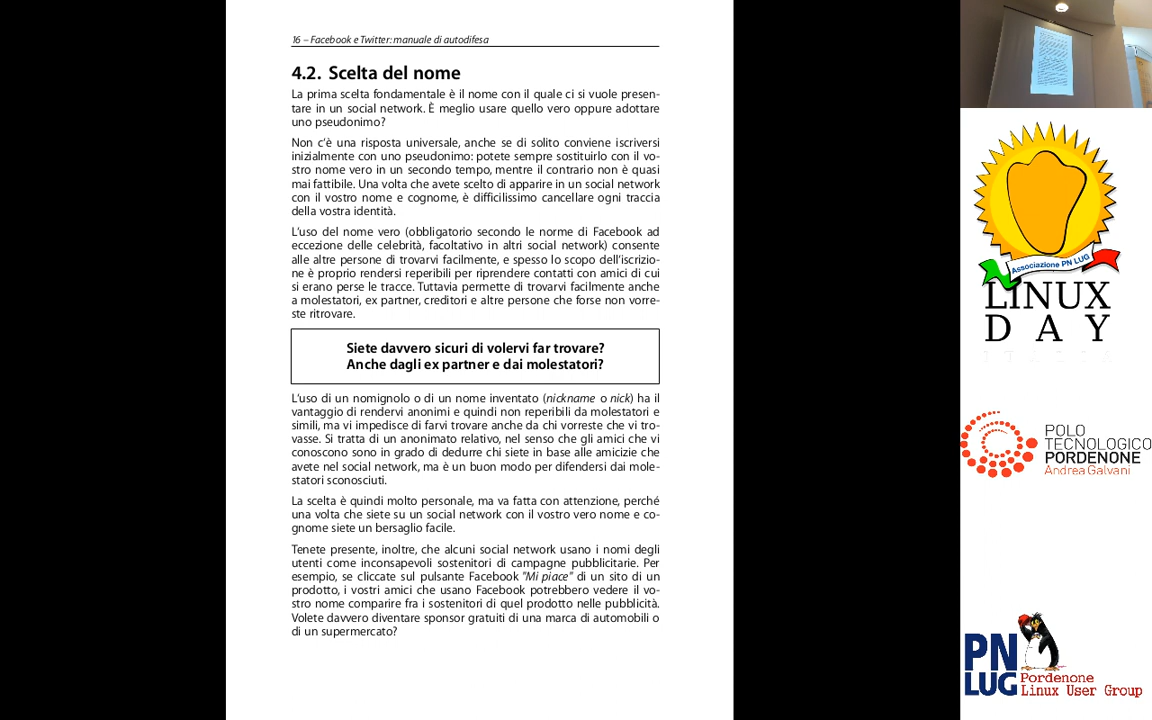 16 – Facebook e Twitter: manuale di autodifesa
4.2. Scelta del nome
La prima scelta fondamentale è il nome con il quale ci si vuole presen-
tare in un social network. È meglio usare quello vero oppure adottare
uno pseudonimo?
Non c'è una risposta universale, anche se di solito conviene iscriversi
inizialmente con uno pseudonimo: potete sempre sostituirlo con il vo-
stro nome vero in un secondo tempo, mentre il contrario non è quasi
mai fattibile. Una volta che avete scelto di apparire in un social network
con il vostro nome e cognome, è difficilissimo cancellare ogni traccia
della vostra identità.
L'uso del nome vero (obbligatorio secondo le norme di Facebook ad
eccezione delle celebrità, facoltativo in altri social network) consente
alle altre persone di trovarvi facilmente, e spesso lo scopo dell'iscrizio-
ne è proprio rendersi reperibili per riprendere contatti con amici di cui
si erano perse le tracce. Tuttavia permette di trovarvi facilmente anche
a molestatori, ex partner, creditori e altre persone che forse non vorre-
ste ritrovare.
Siete davvero sicuri di volervi far trovare?
Anche dagli ex partner e dai molestatori?
L'uso di un nomignolo o di un nome inventato (nickname o nick) ha il
vantaggio di rendervi anonimi e quindi non reperibili da molestatori e
simili, ma vi impedisce di farvi trovare anche da chi vorreste che vi tro-
vasse. Si tratta di un anonimato relativo, nel senso che gli amici che vi
conoscono sono in grado di dedurre chi siete in base alle amicizie che
avete nel social network, ma è un buon modo per difendersi dai mole-
statori sconosciuti.
La scelta è quindi molto personale, ma va fatta con attenzione, perché
una volta che siete su un social network con il vostro vero nome e co-
gnome siete un bersaglio facile.
Tenete presente, inoltre, che alcuni social network usano i nomi degli
utenti come inconsapevoli sostenitori di campagne pubblicitarie. Per
esempio, se cliccate sul pulsante Facebook "Mi piace" di un sito di un
prodotto, i vostri amici che usano Facebook potrebbero vedere il vo-
stro nome comparire fra i sostenitori di quel prodotto nelle pubblicità.
Volete davvero diventare sponsor gratuiti di una marca di automobili o
di un supermercato?
Associazione PN LUG
LINUX
DAY
POLO
TECNOLOGICO
PORDENONE
Andrea Galvani
PN
LUG
Pordenone
Linux User Group